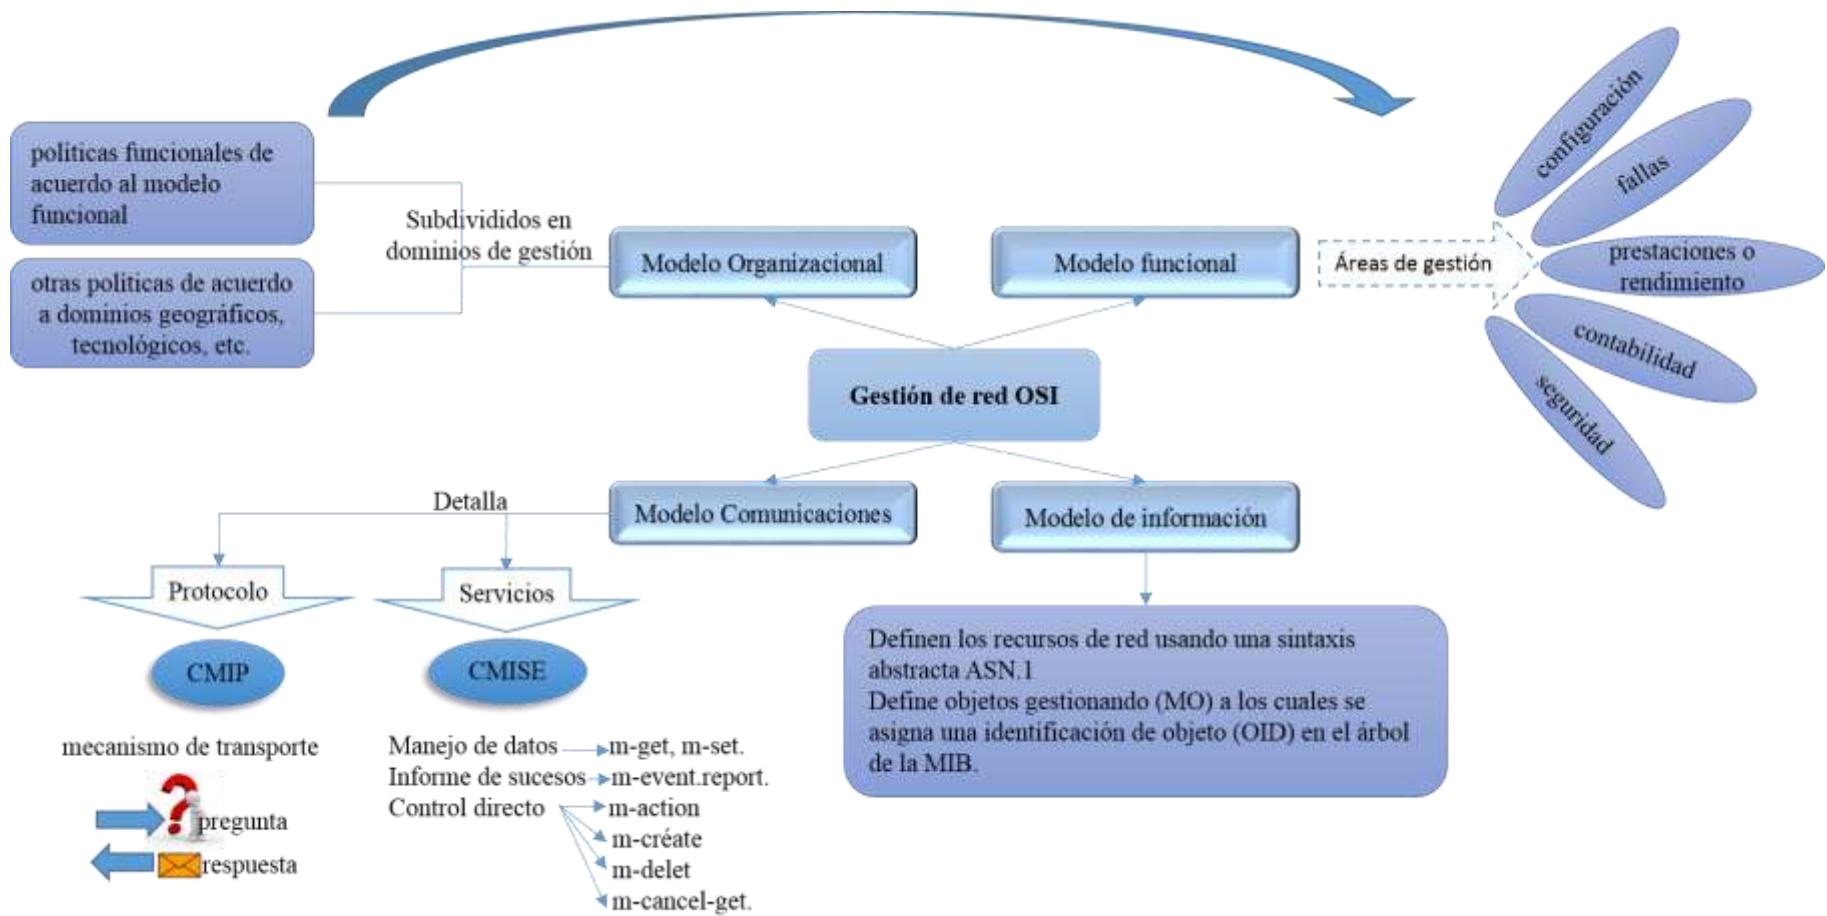 políticas funcionales de
acuerdo al modelo
funcional
otras políticas de acuerdo
a dominios geográficos,
tecnológicos, etc.
Subdivididos en
dominios de gestión
Modelo Organizacional
Modelo funcional
Áreas de gestión
configuración
fallas
prestaciones o
rendimiento
contabilidad
seguridad
Gestión de red OSI
Modelo Comunicaciones
Modelo de información
Detalla
Protocolo
Servicios
CMIP
CMISE
mecanismo de transporte
pregunta
respuesta
Manejo de datos
m-get, m-set.
Informe de sucesos
m-event.report.
Control directo
m-action
m-créate
m-delet
m-cancel-get.
Definen los recursos de red usando una sintaxis
abstracta ASN.1
Define objetos gestionando (MO) a los cuales se
asigna una identificación de objeto (OID) en el árbol
de la MIB.